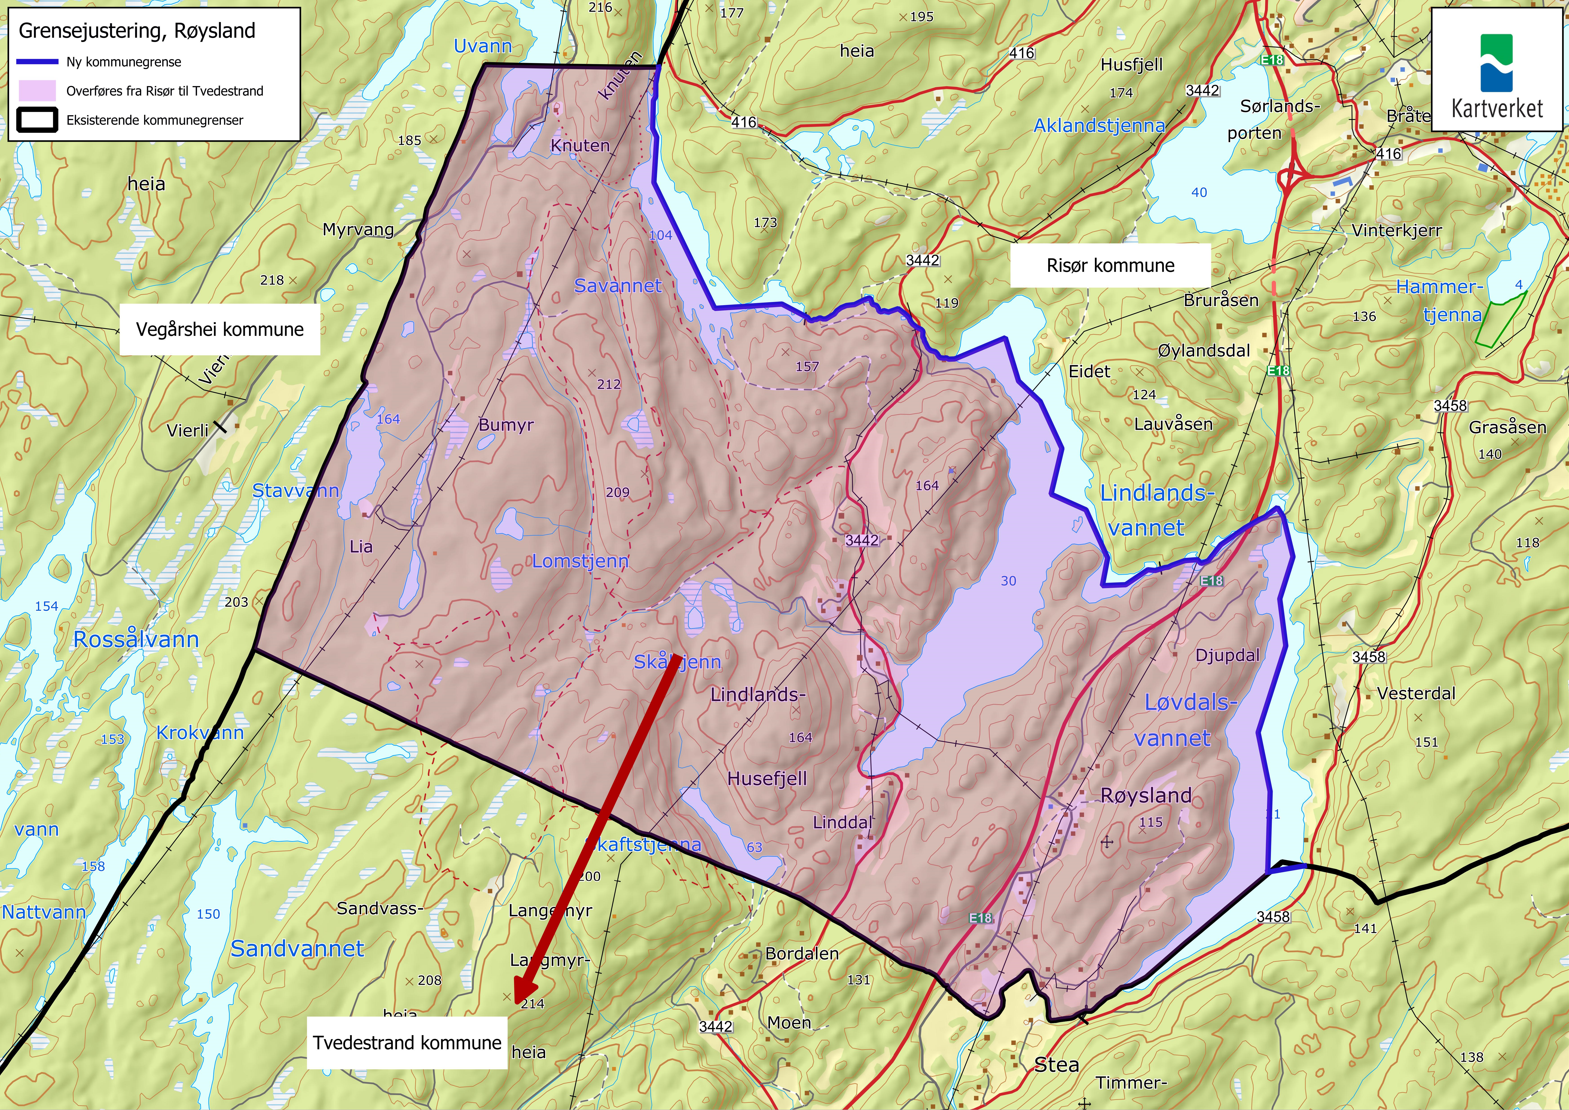 Grensejustering, Røysland
Ny kommunegrense
Overføres fra Risør til Tvedestrand
Eksisterende kommunegrenser
Kartverket
216
177
195
Uvann
heia
416
Husfjell
E18
knuten
174
3442
Sørlands-
porten
Bråte
416
Aklandstjenna
185
Knuten
416
heia
40
Myrvang
104
173
Vinterkjerr
218
3442
Risør kommune
Savannet
119
Bruråsen
Hammer-
tjenna
4
136
Vegårshei kommune
157
Øylandsdal
Vierl
212
Eidet
E18
124
164
Bumyr
Lauvåsen
3458
Vierli
Grasåsen
140
Stavvann
209
164
Lindlands-
vannet
Lia
3442
118
Lomstjenn
30
E18
154
203
Rossålvann
Djupdal
3458
Skåltjenn
Lindlands-
164
Løvdals-
vannet
Vesterdal
153
Krokvann
151
Husefjell
Røysland
115
vann
Linddal
158
63
200
Nattvann
150
Sandvass-
heia
Langemyr
E18
3458
141
Sandvannet
Bordalen
208
214
131
3442
Moen
Tvedestrand kommune
heia
Stea
138
Timmer-